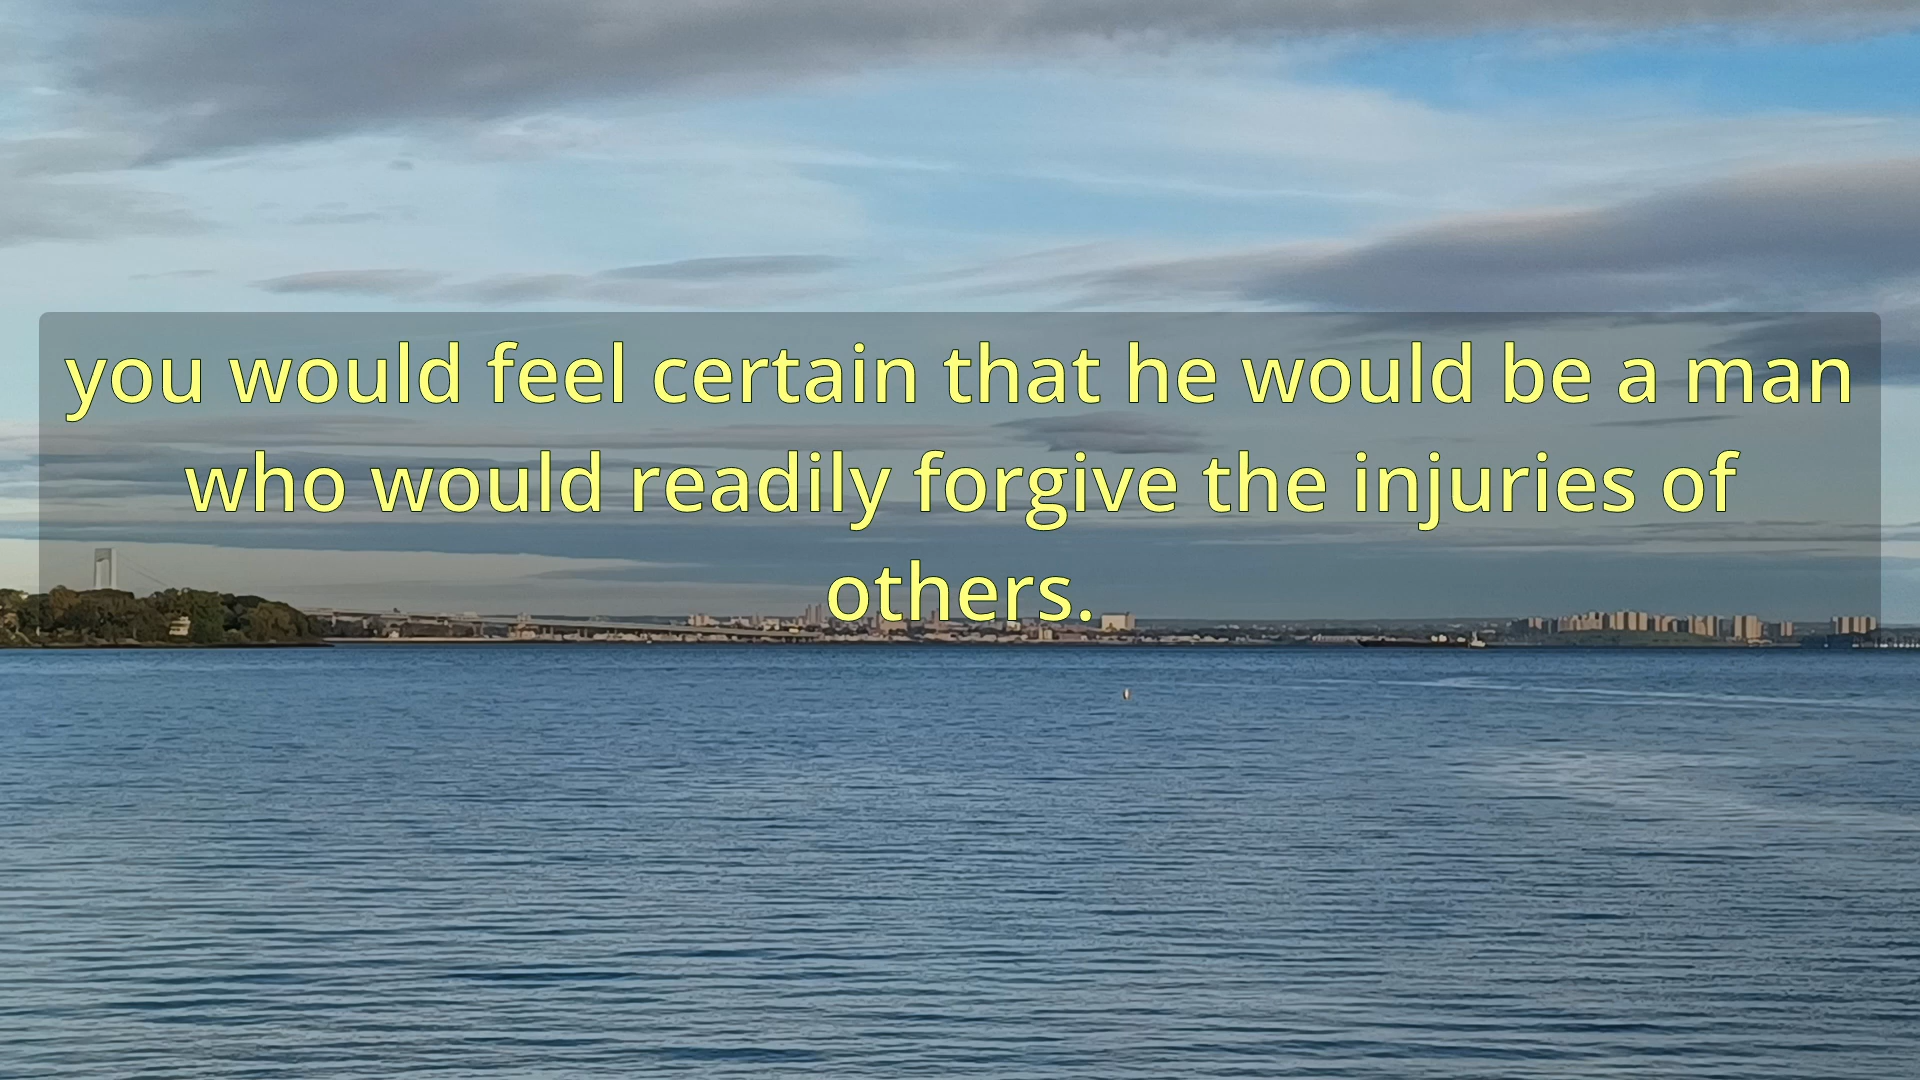 you would feel certain that he would be a man
who would readily forgive the injuries of
others.